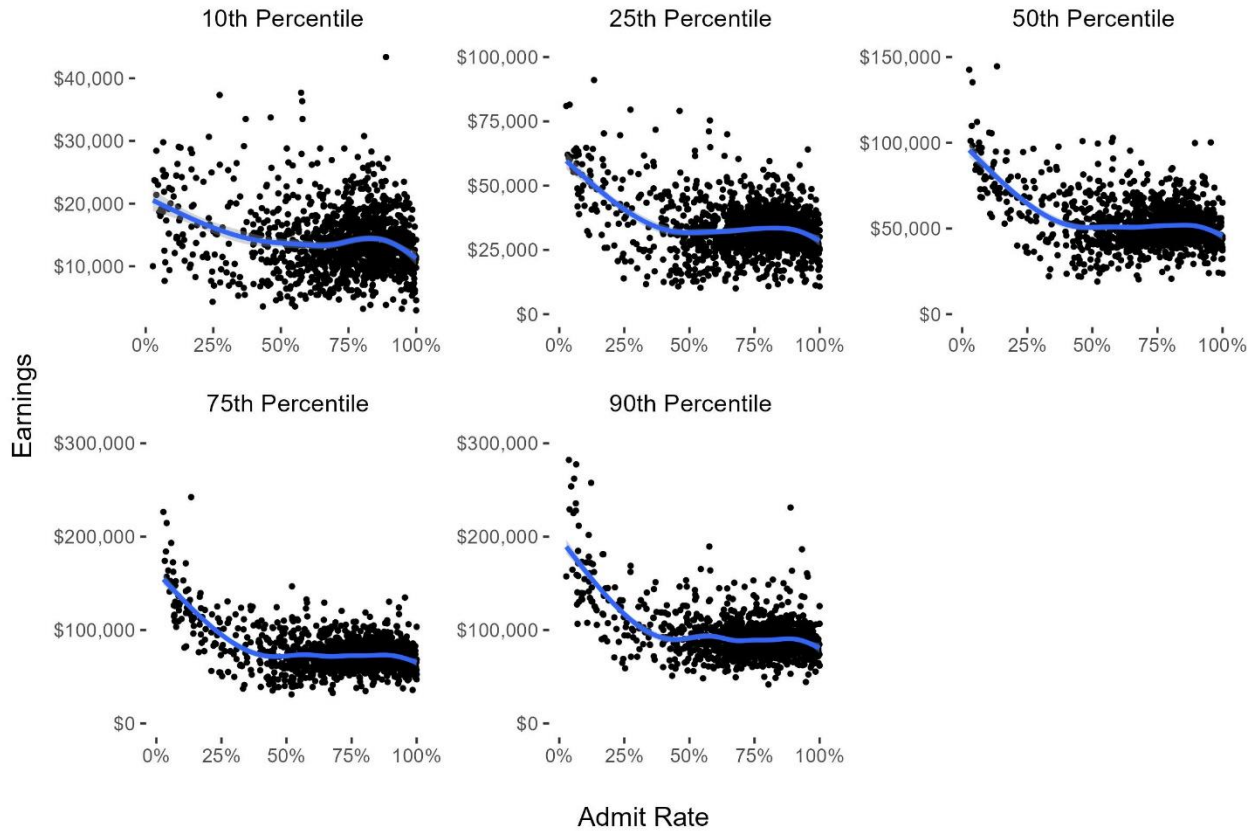 10th Percentile
25th Percentile
50th Percentile
$40,000
$30,000
$20,000
$10,000
0% 25% 50% 75% 100%
$100,000
$75,000
$50,000
$25,000
$0
0% 25% 50% 75% 100%
$150,000
$100,000
$50,000
$0
0% 25% 50% 75% 100%
Earnings
75th Percentile
90th Percentile
$300,000
$200,000
$100,000
$0
0% 25% 50% 75% 100%
$300,000
$200,000
$100,000
$0
0% 25% 50% 75% 100%
Admit Rate